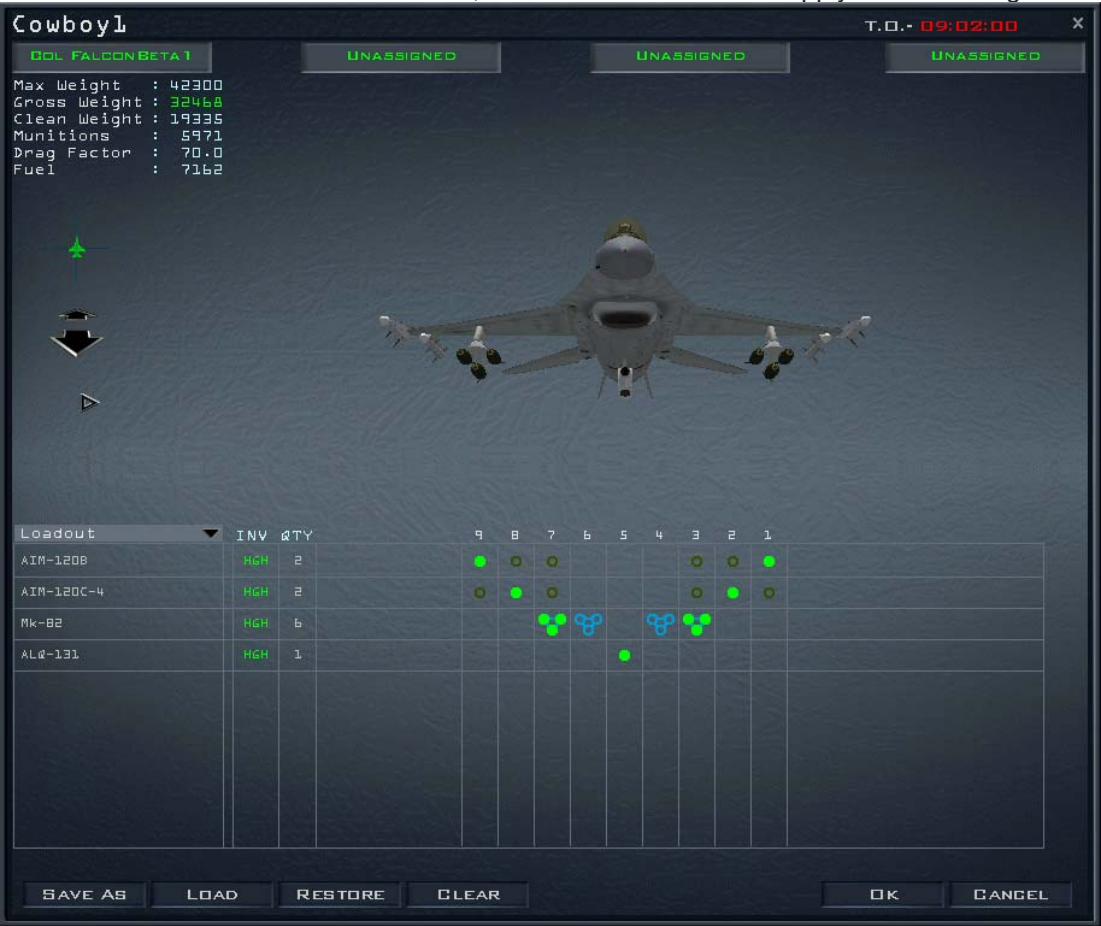 Cowboy1 T.O.- 09:02:00 ×
Col FalconBeta1 Unassigned Unassigned Unassigned
Max Weight : 42300
Gross Weight : 32468
Clean Weight : 19335
Munitions : 5971
Drag Factor : 70.0
Fuel : 7162
Loadout INV QTY 9 8 7 6 5 4 3 2 1
AIM-120B HGH 2
AIM-120C-4 HGH 2
Mk-82 HGH 6
ALQ-131 HGH 1
Save As Load Restore Clear Ok Cancel